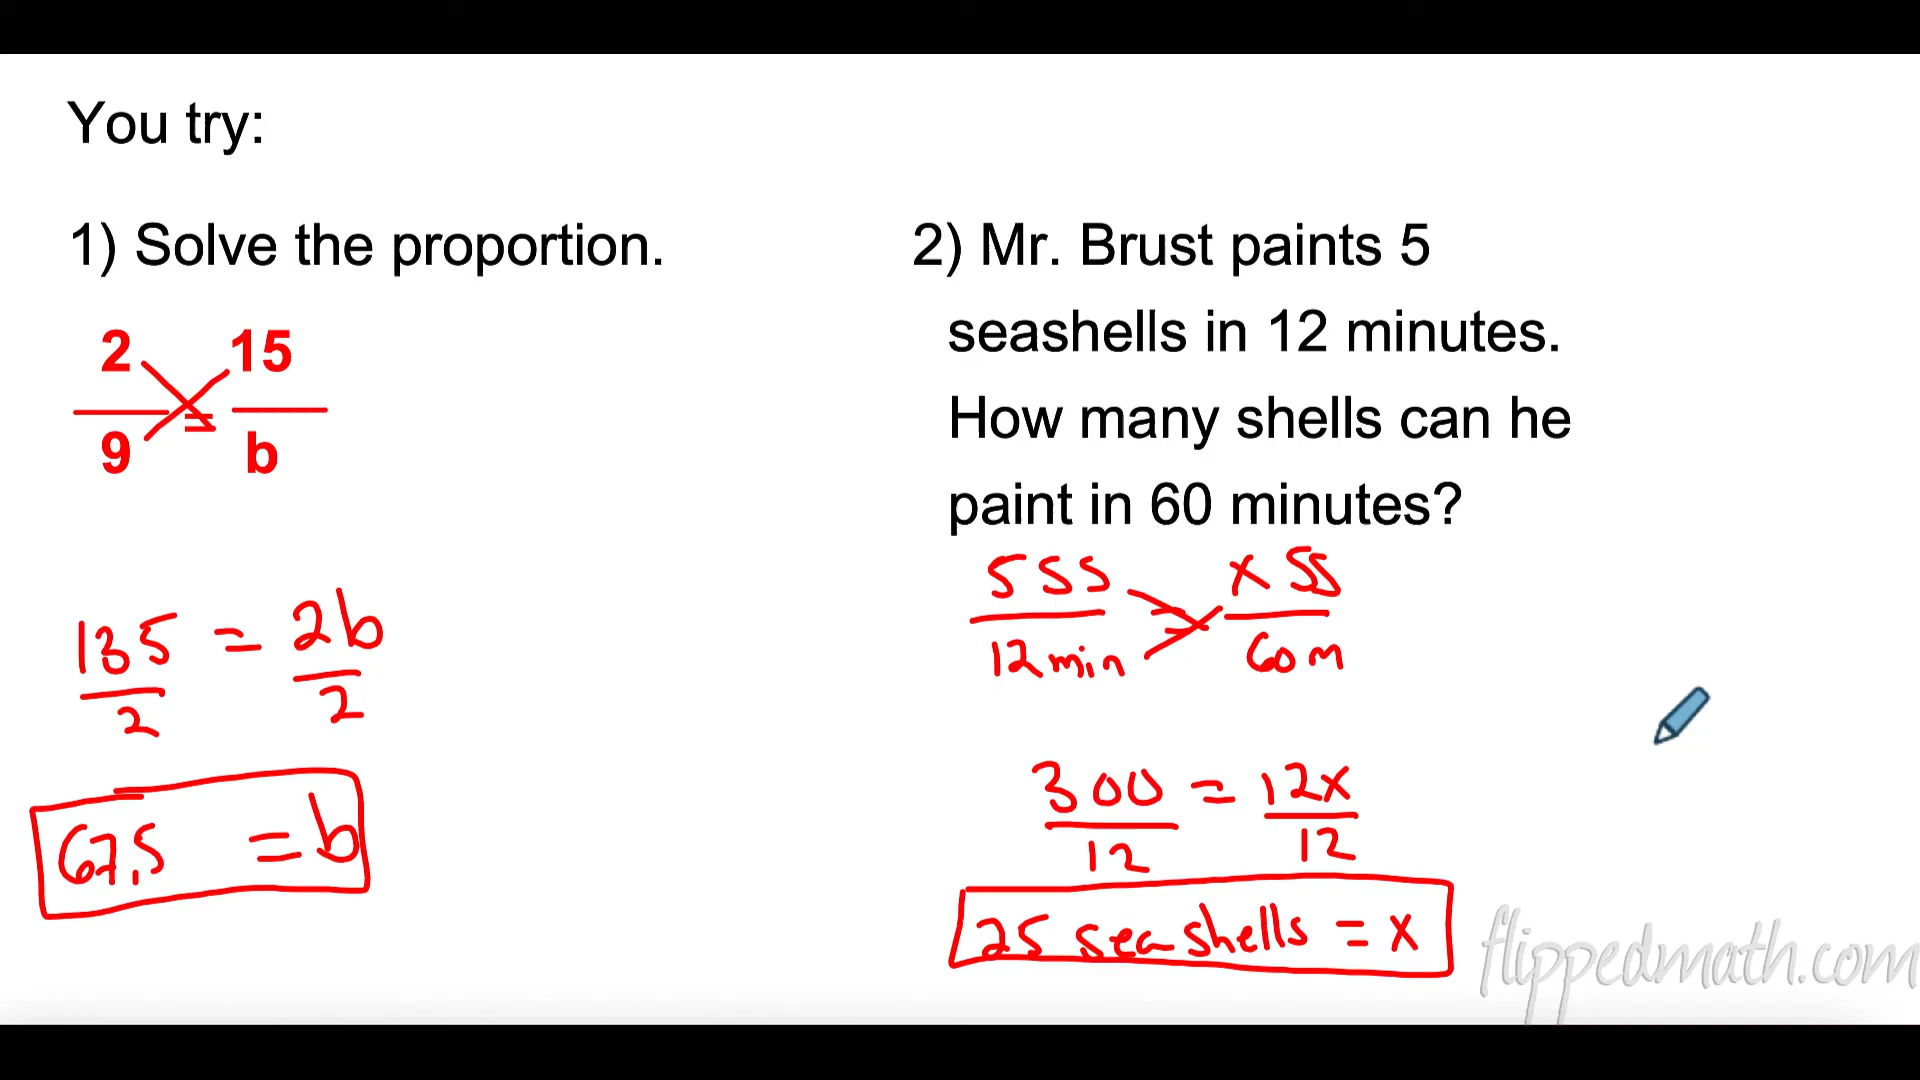 You try:
1) Solve the proportion.
2 = 15
9 b
135 = 2b
2 2
67.5 = b
2) Mr. Brust paints 5
seashells in 12 minutes.
How many shells can he
paint in 60 minutes?
5 SS = x SS
12 min 60 m
300 = 12x
12 12
25 seashells = x
flippedmath.com